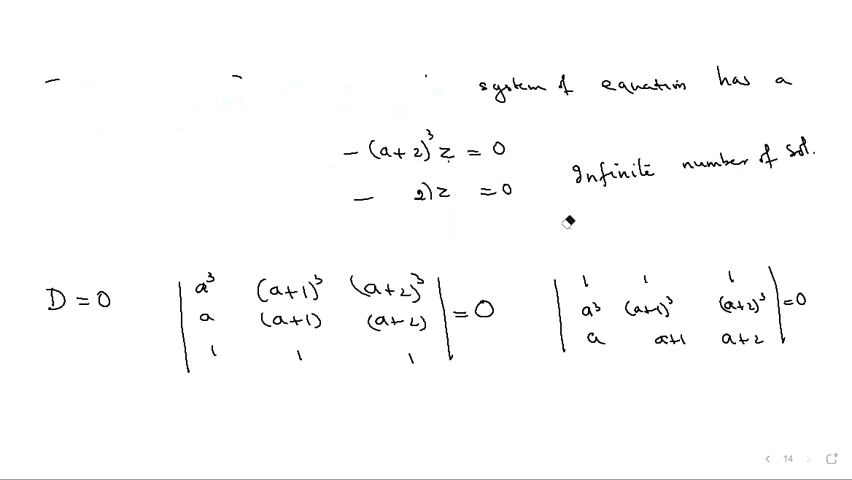 system of equation has a
- (a+2)³z = 0
Infinite number of sol.
- 2)z = 0
D = 0 | a³ (a+1)³ (a+2)³ | = 0 | 1 1 1 | = 0
| a (a+1) (a+2) | | a³ (a+1)³ (a+2)³ |
| 1 1 1 | | a a+1 a+2 |
14